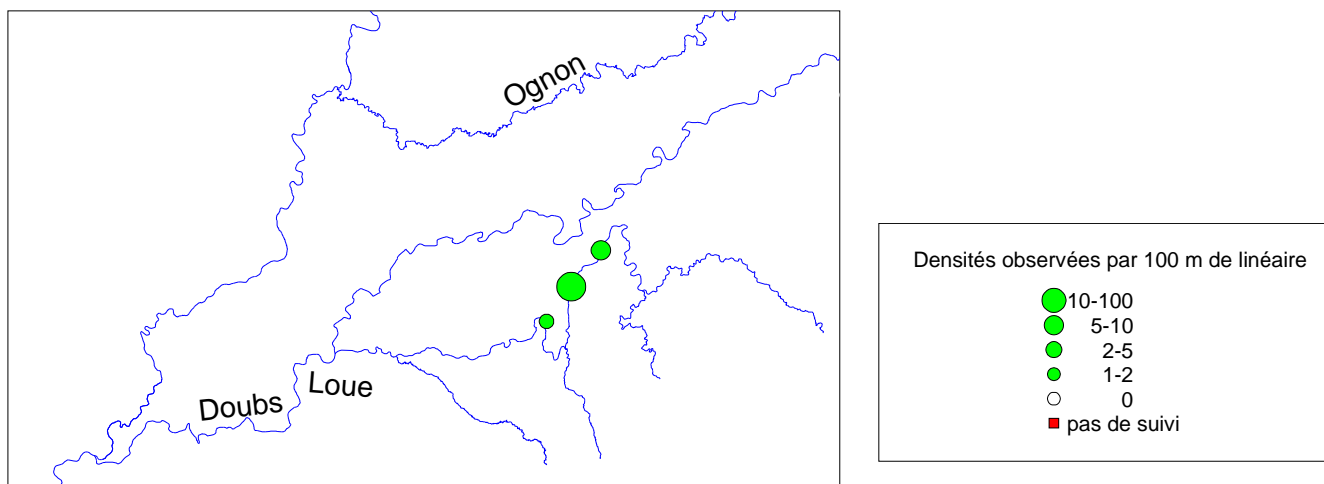 Ognon
Doubs
Loue
Densités observées par 100 m de linéaire
10-100
5-10
2-5
1-2
0
pas de suivi